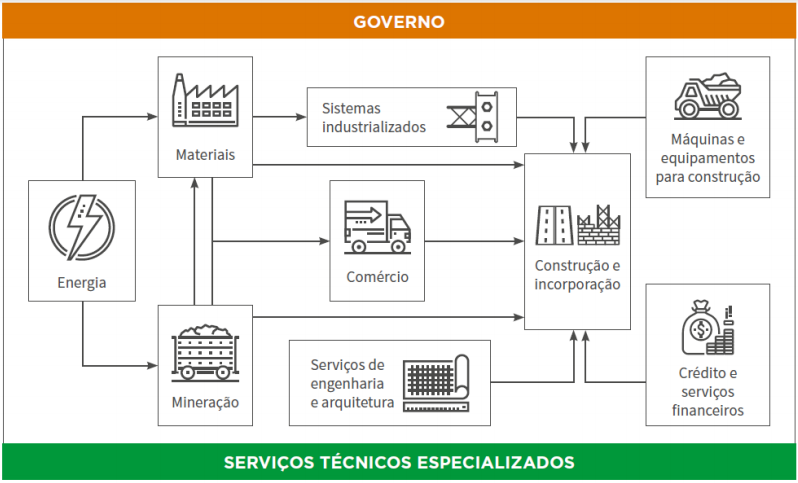 GOVERNO
Materiais
Sistemas
industrializados
Máquinas e
equipamentos
para construção
Energia
Comércio
Construção e
incorporação
Mineração
Serviços de
engenharia
e arquitetura
Crédito e
serviços
financeiros
SERVIÇOS TÉCNICOS ESPECIALIZADOS